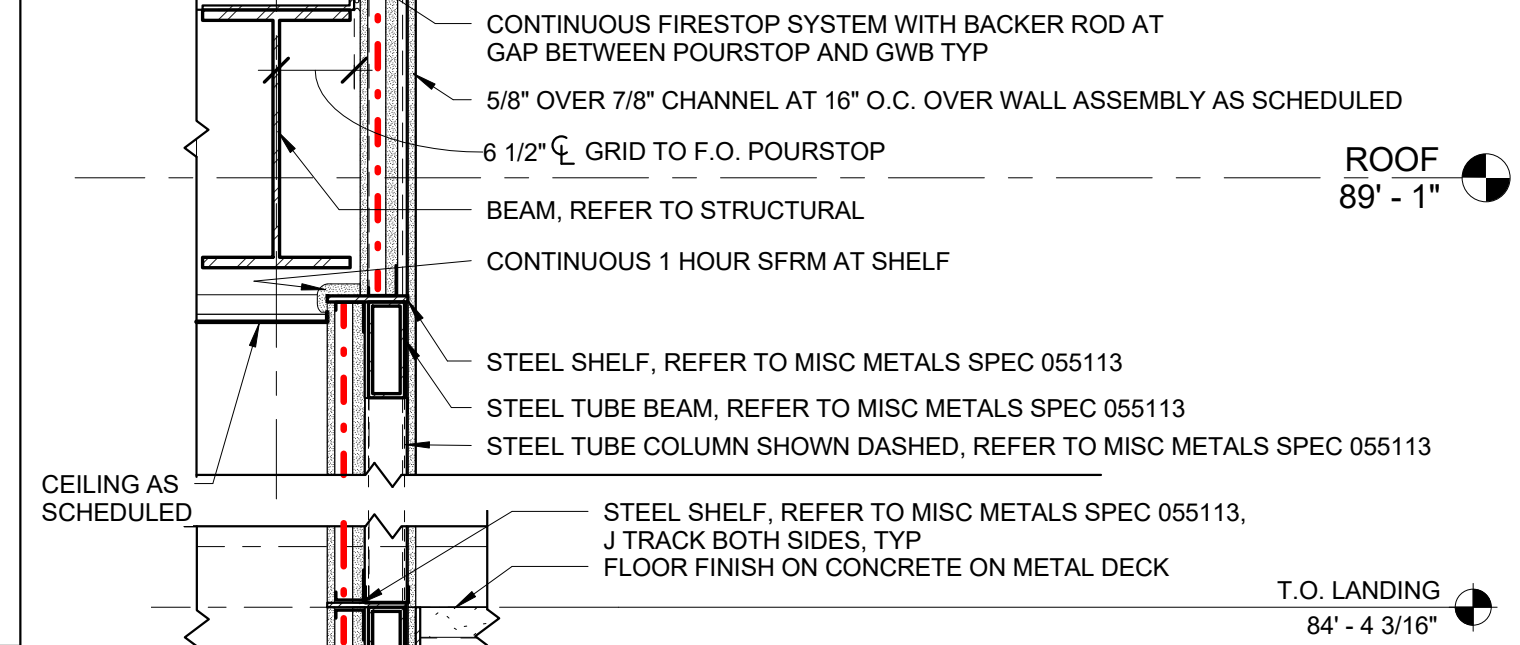 CONTINUOUS FIRESTOP SYSTEM WITH BACKER ROD AT
GAP BETWEEN POURSTOP AND GWB TYP
5/8" OVER 7/8" CHANNEL AT 16" O.C. OVER WALL ASSEMBLY AS SCHEDULED
6 1/2" ℄ GRID TO F.O. POURSTOP
ROOF
89' - 1"
BEAM, REFER TO STRUCTURAL
CONTINUOUS 1 HOUR SFRM AT SHELF
STEEL SHELF, REFER TO MISC METALS SPEC 055113
STEEL TUBE BEAM, REFER TO MISC METALS SPEC 055113
STEEL TUBE COLUMN SHOWN DASHED, REFER TO MISC METALS SPEC 055113
CEILING AS
SCHEDULED
STEEL SHELF, REFER TO MISC METALS SPEC 055113,
J TRACK BOTH SIDES, TYP
FLOOR FINISH ON CONCRETE ON METAL DECK
T.O. LANDING
84' - 4 3/16"